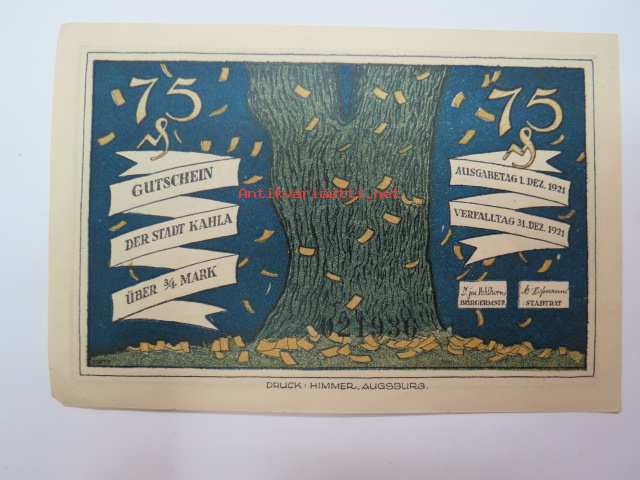 75
GUTSCHEIN
DER STADT KAHLA
ÜBER 3/4 MARK
75
AUSGABETAG 1. DEZ. 1921
VERFALLTAG 31. DEZ. 1921
BÜRGERMSTR.
STADTRAT
Antikvariaatti.net
021930
DRUCK: HIMMER, AUGSBURG.